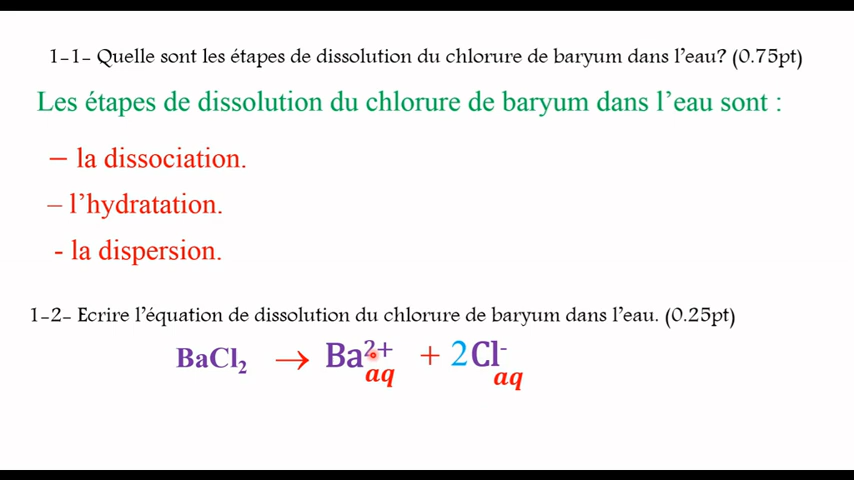 1-1- Quelle sont les étapes de dissolution du chlorure de baryum dans l'eau? (0.75pt)
Les étapes de dissolution du chlorure de baryum dans l'eau sont :
– la dissociation.
– l'hydratation.
- la dispersion.
1-2- Ecrire l'équation de dissolution du chlorure de baryum dans l'eau. (0.25pt)
BaCl₂ → Ba²⁺aq + 2Cl⁻aq